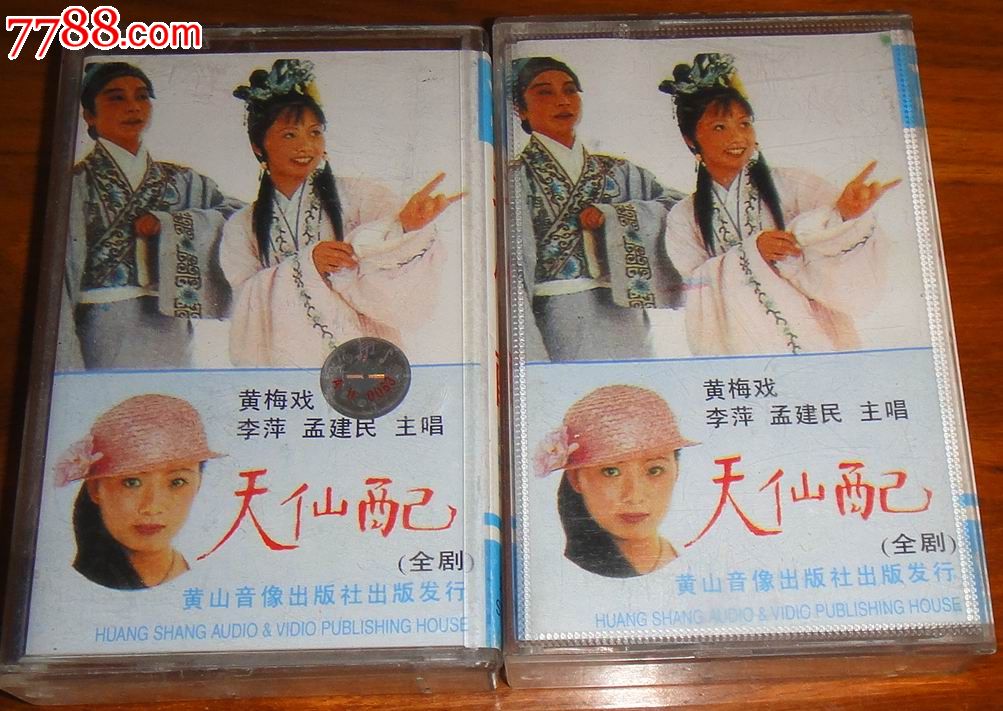 7788.com
黄梅戏
李萍 孟建民 主唱
天仙配
(全剧)
黄山音像出版社出版发行
HUANG SHANG AUDIO & VIDIO PUBLISHING HOUSE
黄梅戏
李萍 孟建民 主唱
天仙配
(全剧)
黄山音像出版社出版发行
HUANG SHANG AUDIO & VIDIO PUBLISHING HOUSE